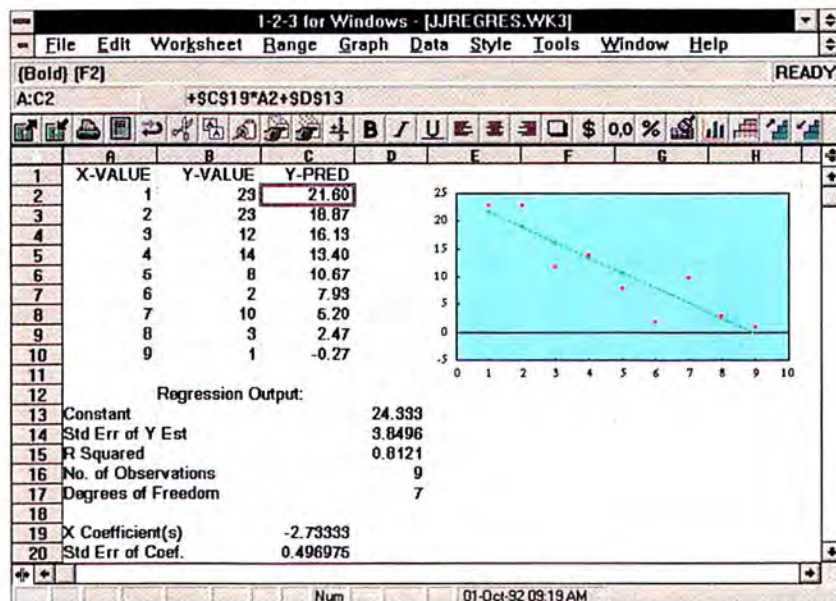 1-2-3 for Windows - [JJREGRES.WK3]
File Edit Worksheet Range Graph Data Style Tools Window Help
{Bold} {F2} READY
A:C2 +$C$19*A2+$D$13
B I U $ 0,0 %
A B C D E F G H
1 X-VALUE Y-VALUE Y-PRED
2 1 23 21.60
3 2 23 18.87
4 3 12 16.13
5 4 14 13.40
6 5 8 10.67
7 6 2 7.93
8 7 10 5.20
9 8 3 2.47
10 9 1 -0.27
11
12 Regression Output:
13 Constant 24.333
14 Std Err of Y Est 3.8496
15 R Squared 0.8121
16 No. of Observations 9
17 Degrees of Freedom 7
18
19 X Coefficient(s) -2.73333
20 Std Err of Coef. 0.496975
25
20
15
10
5
0
-5
0 1 2 3 4 5 6 7 8 9 10
Num 01-Oct-92 09:19 AM